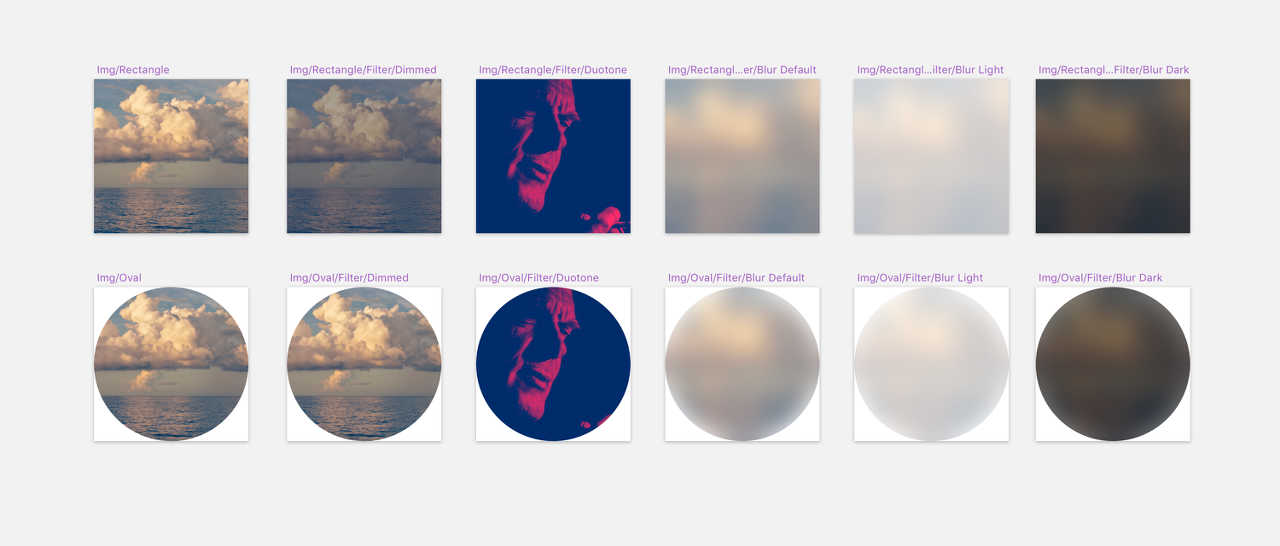 Img/Rectangle
Img/Rectangle/Filter/Dimmed
Img/Rectangle/Filter/Duotone
Img/Rectangl...er/Blur Default
Img/Rectangl...ilter/Blur Light
Img/Rectangl...Filter/Blur Dark
Img/Oval
Img/Oval/Filter/Dimmed
Img/Oval/Filter/Duotone
Img/Oval/Filter/Blur Default
Img/Oval/Filter/Blur Light
Img/Oval/Filter/Blur Dark